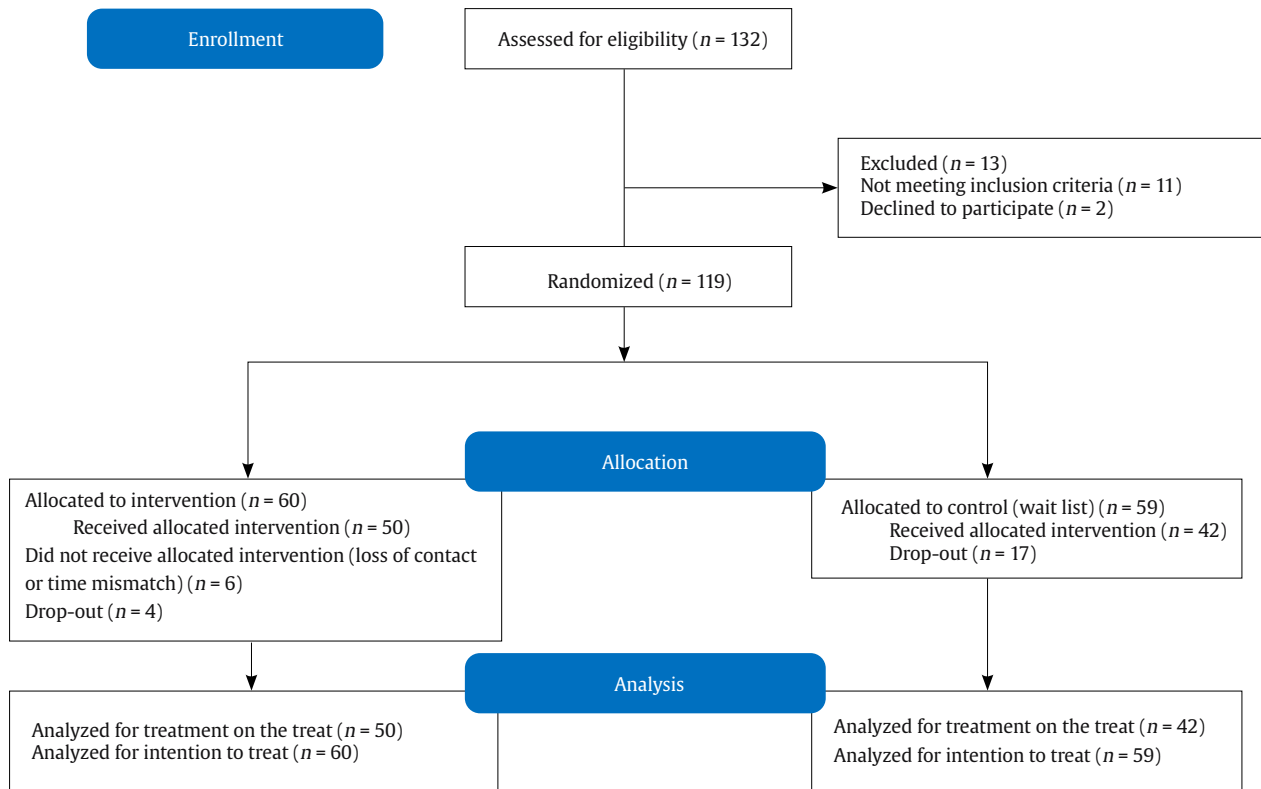 Enrollment
Assessed for eligibility (n = 132)
Excluded (n = 13)
Not meeting inclusion criteria (n = 11)
Declined to participate (n = 2)
Randomized (n = 119)
Allocation
Allocated to intervention (n = 60)
Received allocated intervention (n = 50)
Did not receive allocated intervention (loss of contact
or time mismatch) (n = 6)
Drop-out (n = 4)
Allocated to control (wait list) (n = 59)
Received allocated intervention (n = 42)
Drop-out (n = 17)
Analysis
Analyzed for treatment on the treat (n = 50)
Analyzed for intention to treat (n = 60)
Analyzed for treatment on the treat (n = 42)
Analyzed for intention to treat (n = 59)